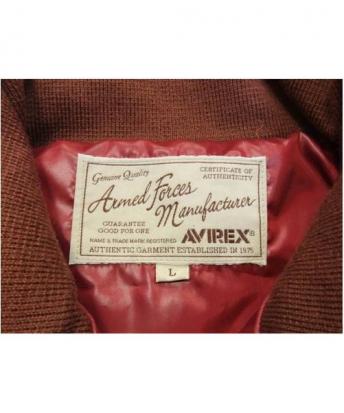 Genuine Quality
CERTIFICATE OF
AUTHENTICITY
Armed Forces
Manufacturer
GUARANTEE
GOOD FOR ONE
NAME & TRADE MARK REGISTERED
AVIREX®
AUTHENTIC GARMENT ESTABLISHED IN 1975
L